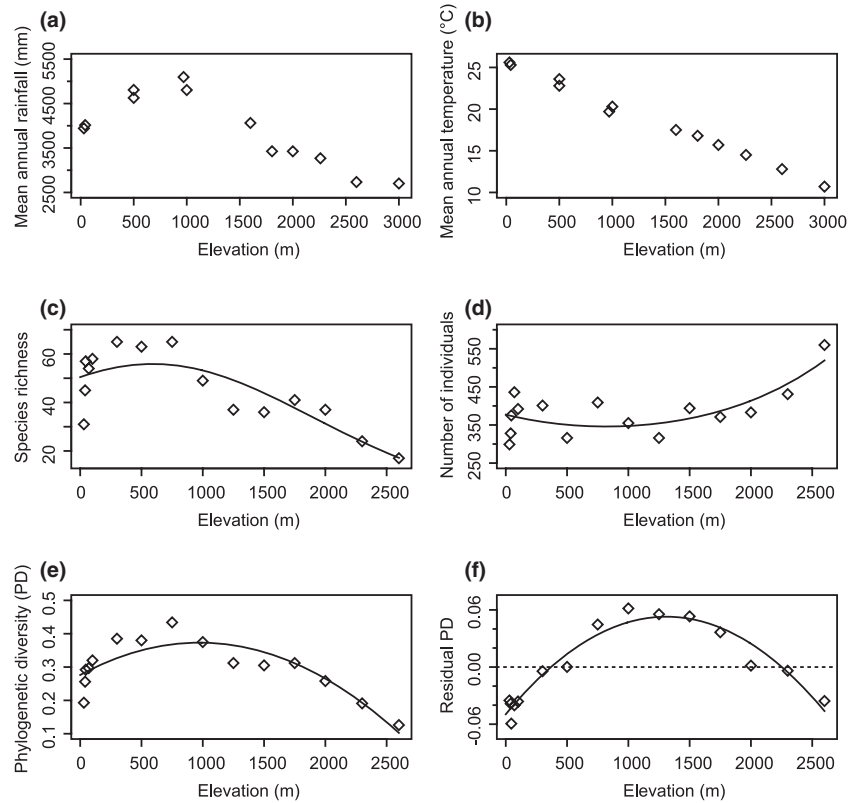 (a)
Mean annual rainfall (mm)
2500 3500 4500 5500
0 500 1000 1500 2000 2500 3000
Elevation (m)
(b)
Mean annual temperature (°C)
10 15 20 25
0 500 1000 1500 2000 2500 3000
Elevation (m)
(c)
Species richness
20 40 60
0 500 1000 1500 2000 2500
Elevation (m)
(d)
Number of individuals
250 350 450 550
0 500 1000 1500 2000 2500
Elevation (m)
(e)
Phylogenetic diversity (PD)
0.1 0.2 0.3 0.4 0.5
0 500 1000 1500 2000 2500
Elevation (m)
(f)
Residual PD
-0.06 0.00 0.06
0 500 1000 1500 2000 2500
Elevation (m)